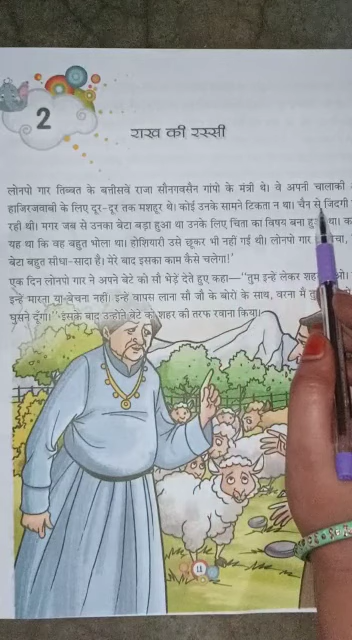 2
राख की रस्सी
लोनपो गार तिब्बत के बत्तीसवें राजा सौनगवसैन गांपो के मंत्री थे। वे अपनी चालाकी
हाजिरजवाबी के लिए दूर-दूर तक मशहूर थे। कोई उनके सामने टिकता न था। चैन से ज़िंदगी
रही थी। मगर जब से उनका बेटा बड़ा हुआ था उनके लिए चिंता का विषय बना था।
यह था कि वह बहुत भोला था। होशियारी उसे छूकर भी नहीं गई थी। लोनपो गार
बेटा बहुत सीधा-सादा है। मेरे बाद इसका काम कैसे चलेगा!'
एक दिन लोनपो गार ने अपने बेटे को सौ भेड़ें देते हुए कहा—"तुम इन्हें लेकर
इन्हें मारना या बेचना नहीं। इन्हें वापस लाना सौ जौ के बोरों के साथ, वरना मैं
घुसने दूँगा।" इसके बाद उन्होंने बेटे को शहर की तरफ रवाना किया।
11